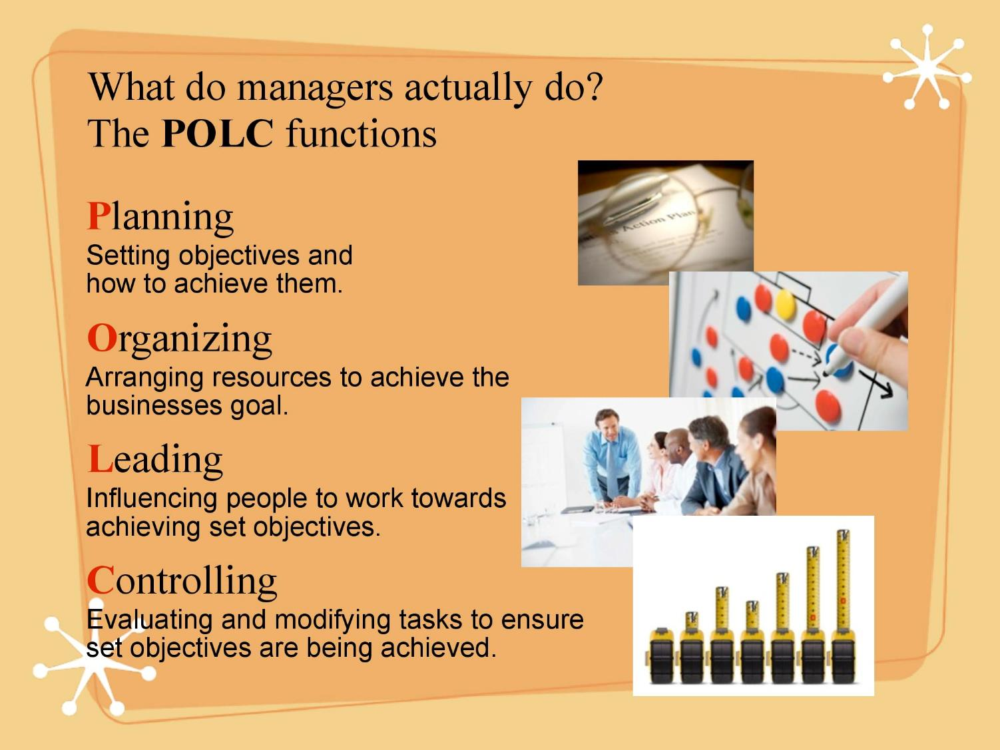 What do managers actually do?
The POLC functions
Planning
Setting objectives and
how to achieve them.
Organizing
Arranging resources to achieve the
businesses goal.
Leading
Influencing people to work towards
achieving set objectives.
Controlling
Evaluating and modifying tasks to ensure
set objectives are being achieved.
Action Plan